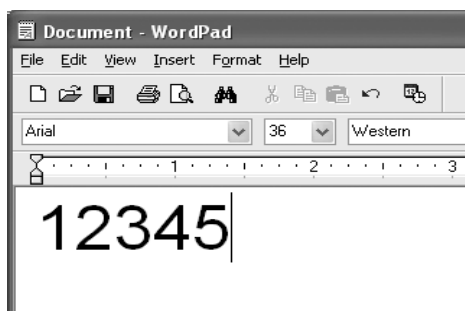 Document - WordPad
File Edit View Insert Format Help
Arial 36 Western
1 2 3
12345